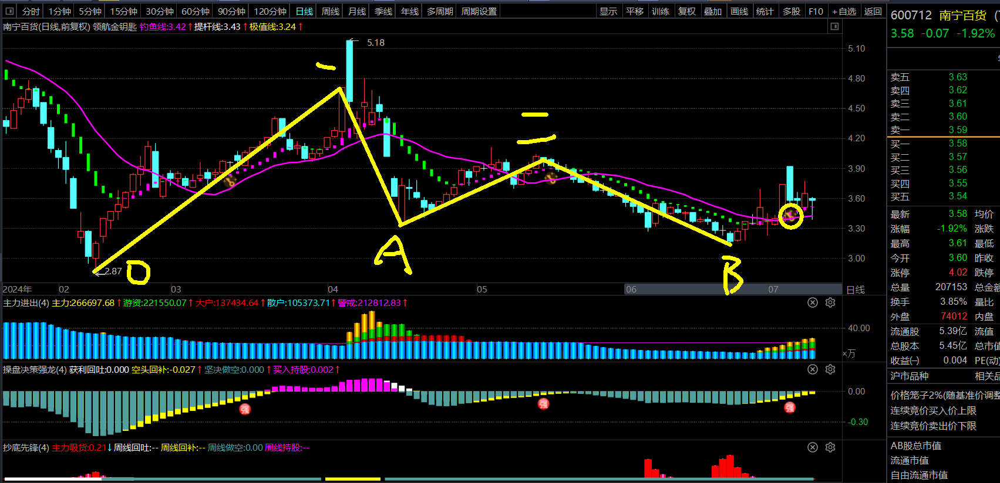 分时 1分钟 5分钟 15分钟 30分钟 60分钟 90分钟 120分钟 日线 周线 月线 季线 年线 多周期 周期设置 显示 平移 训练 复权 叠加 画线 统计 多股 F10 +自选 返回
南宁百货(日线,前复权) 领航金钥匙 钓鱼线:3.42↑提杆线:3.43↑极值线:3.24↑
5.18
2.87
一
二
O
A
B
5.10
4.80
4.50
4.20
3.90
3.60
3.30
3.00
2024年 02 03 04 05 06 07 日线
主力进出(4) 主力:266697.68↑游资:221550.07↑大户:137434.64↑散户:105373.71↑警戒:212812.83↑
40.00
×万
操盘决策强龙(4) 获利回吐:0.000 空头回补:-0.027↑坚决做空:0.000↑买入持股:0.002↑
强 强 强
0.00
-0.30
抄底先锋(4) 主力吸货:0.21↓周线回吐:-- 周线回补:-- 周线做空:0.00 周线持股:--
600712 南宁百货
3.58 -0.07 -1.92%
卖五 3.63
卖四 3.62
卖三 3.61
卖二 3.60
卖一 3.59
买一 3.58
买二 3.57
买三 3.56
买四 3.55
买五 3.54
最新 3.58 均价
涨幅 -1.92% 涨跌
最高 3.61 最低
今开 3.60 昨收
涨停 4.02 跌停
总量 207153 总金额
换手 3.85% 量比
外盘 74012 内盘
流通股 5.39亿 流值
总股本 5.45亿 总市值
收益㈠ 0.004 PE(动)
沪市品种 相关品
价格笼子2%(随基准价调整
连续竞价买入价上限
连续竞价卖出价下限
AB股总市值
流通市值
自由流通市值